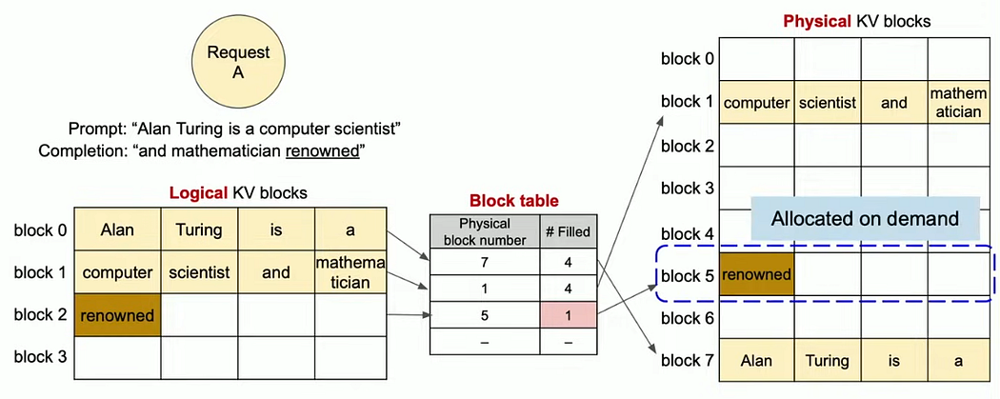 Request
A
Prompt: “Alan Turing is a computer scientist”
Completion: “and mathematician renowned”
Logical KV blocks
block 0 Alan Turing is a
block 1 computer scientist and mathema
tician
block 2 renowned
block 3
Block table
Physical
block number # Filled
7 4
1 4
5 1
– –
Physical KV blocks
block 0
block 1 computer scientist and mathem
atician
block 2
block 3
Allocated on demand
block 4
block 5 renowned
block 6
block 7 Alan Turing is a